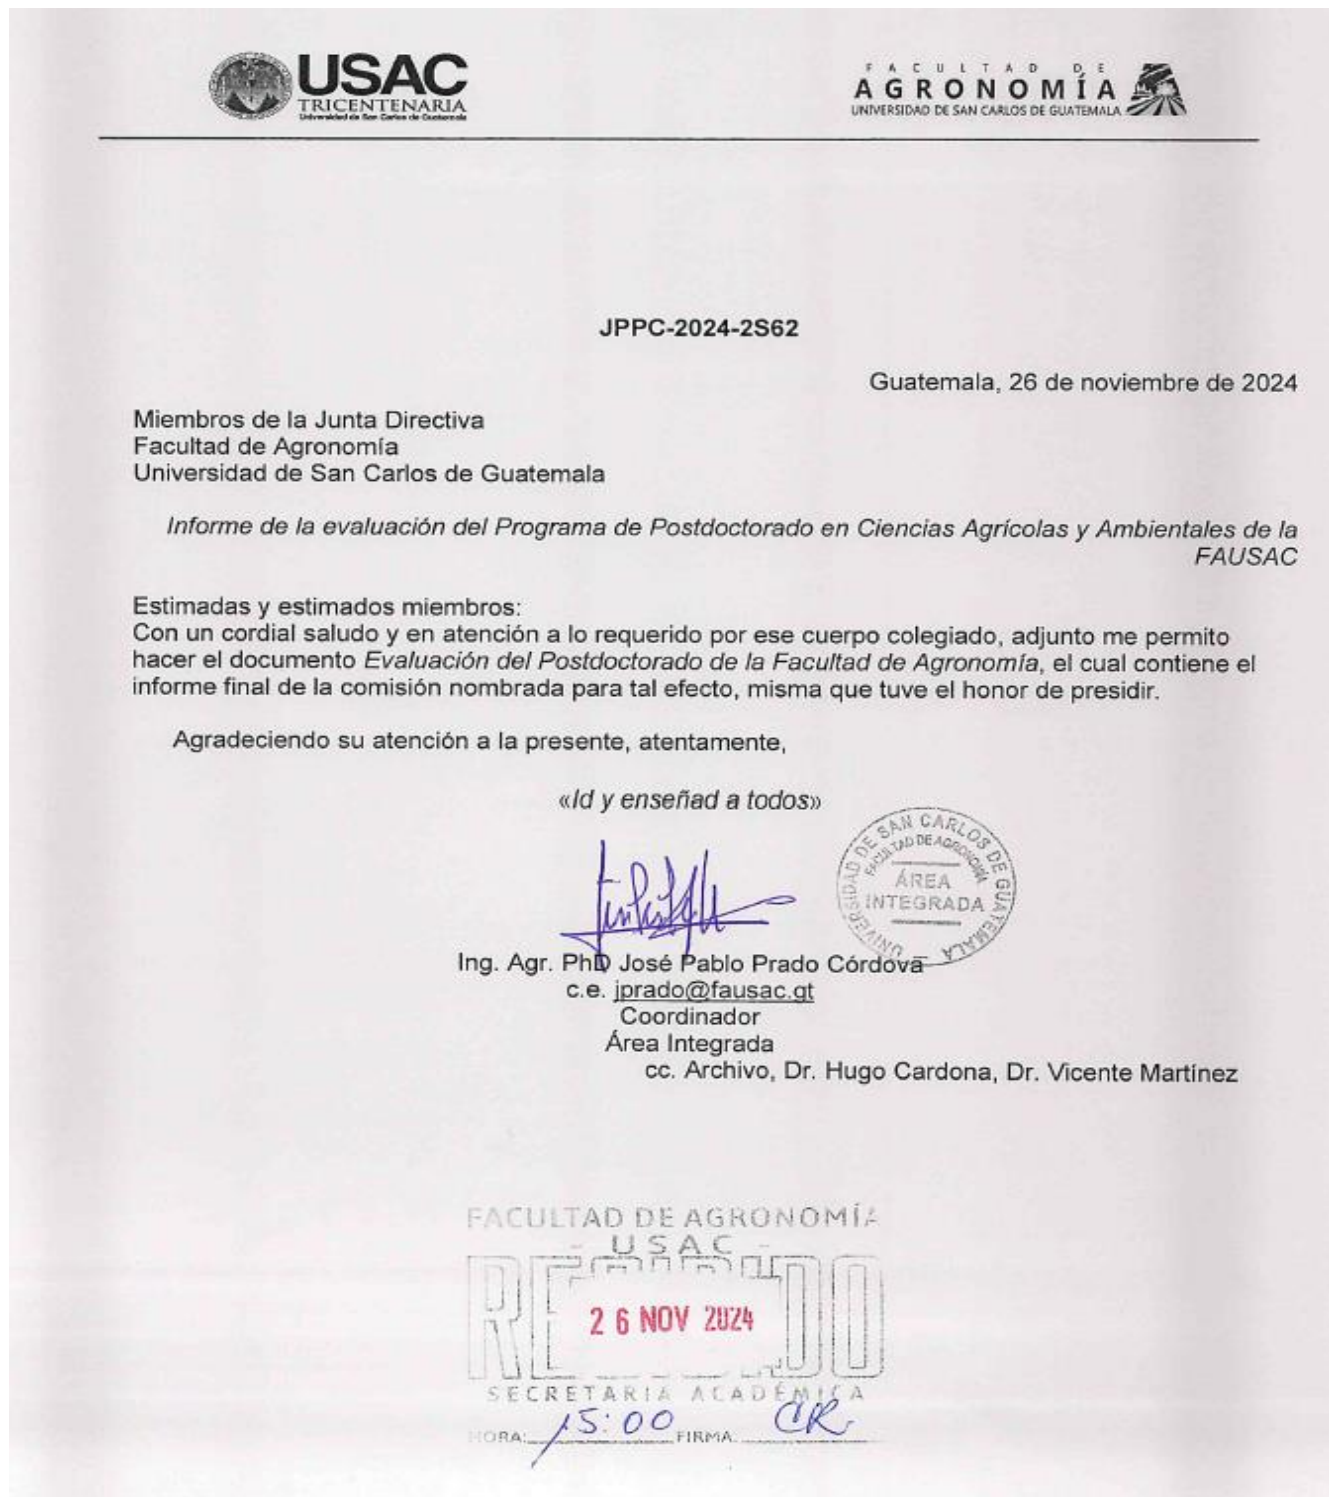 USAC
TRICENTENARIA
Universidad de San Carlos de Guatemala
FACULTAD DE
AGRONOMÍA
UNIVERSIDAD DE SAN CARLOS DE GUATEMALA
JPPC-2024-2S62
Guatemala, 26 de noviembre de 2024
Miembros de la Junta Directiva
Facultad de Agronomía
Universidad de San Carlos de Guatemala
Informe de la evaluación del Programa de Postdoctorado en Ciencias Agrícolas y Ambientales de la
FAUSAC
Estimadas y estimados miembros:
Con un cordial saludo y en atención a lo requerido por ese cuerpo colegiado, adjunto me permito
hacer el documento Evaluación del Postdoctorado de la Facultad de Agronomía, el cual contiene el
informe final de la comisión nombrada para tal efecto, misma que tuve el honor de presidir.
Agradeciendo su atención a la presente, atentamente,
«Id y enseñad a todos»
UNIVERSIDAD DE SAN CARLOS DE GUATEMALA
FACULTAD DE AGRONOMÍA
ÁREA
INTEGRADA
Ing. Agr. PhD José Pablo Prado Córdova
c.e. jprado@fausac.gt
Coordinador
Área Integrada
cc. Archivo, Dr. Hugo Cardona, Dr. Vicente Martínez
FACULTAD DE AGRONOMÍA
- USAC -
RECIBIDO
26 NOV 2024
SECRETARIA ACADÉMICA
HORA: 15:00 FIRMA: CR